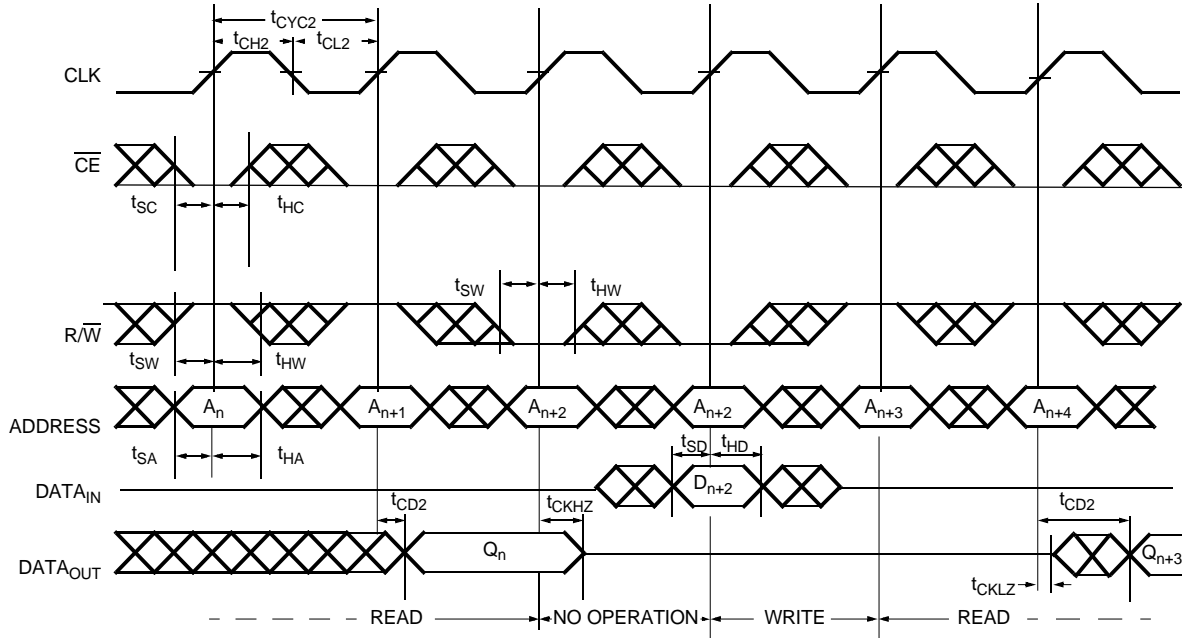 tCYC2
tCH2 tCL2
CLK
CE
tSC tHC
tSW tHW
R/W
tSW tHW
An An+1 An+2 An+2 An+3 An+4
ADDRESS
tSA tHA
tSD tHD
DATAIN
Dn+2
tCD2 tCKHZ tCD2
Qn Qn+3
DATAOUT
tCKLZ
READ NO OPERATION WRITE READ